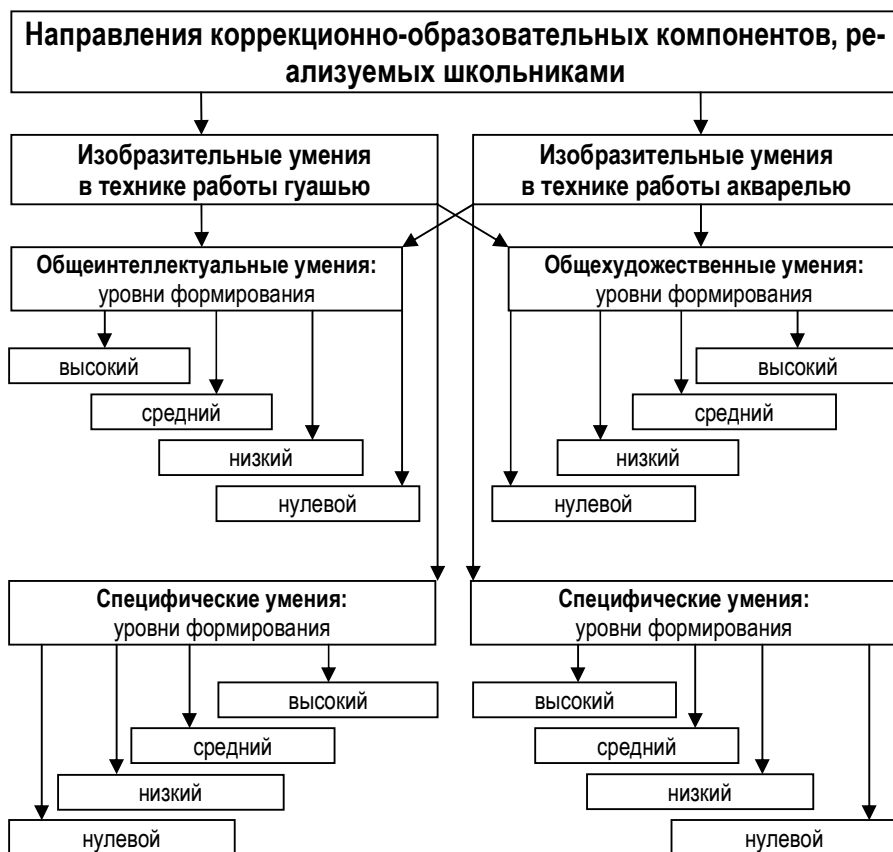 Направления коррекционно-образовательных компонентов, ре-
ализуемых школьниками
Изобразительные умения
в технике работы гуашью
Изобразительные умения
в технике работы акварелью
Общеинтеллектуальные умения:
уровни формирования
Общехудожественные умения:
уровни формирования
высокий
средний
низкий
нулевой
высокий
средний
низкий
нулевой
Специфические умения:
уровни формирования
Специфические умения:
уровни формирования
высокий
средний
низкий
нулевой
высокий
средний
низкий
нулевой